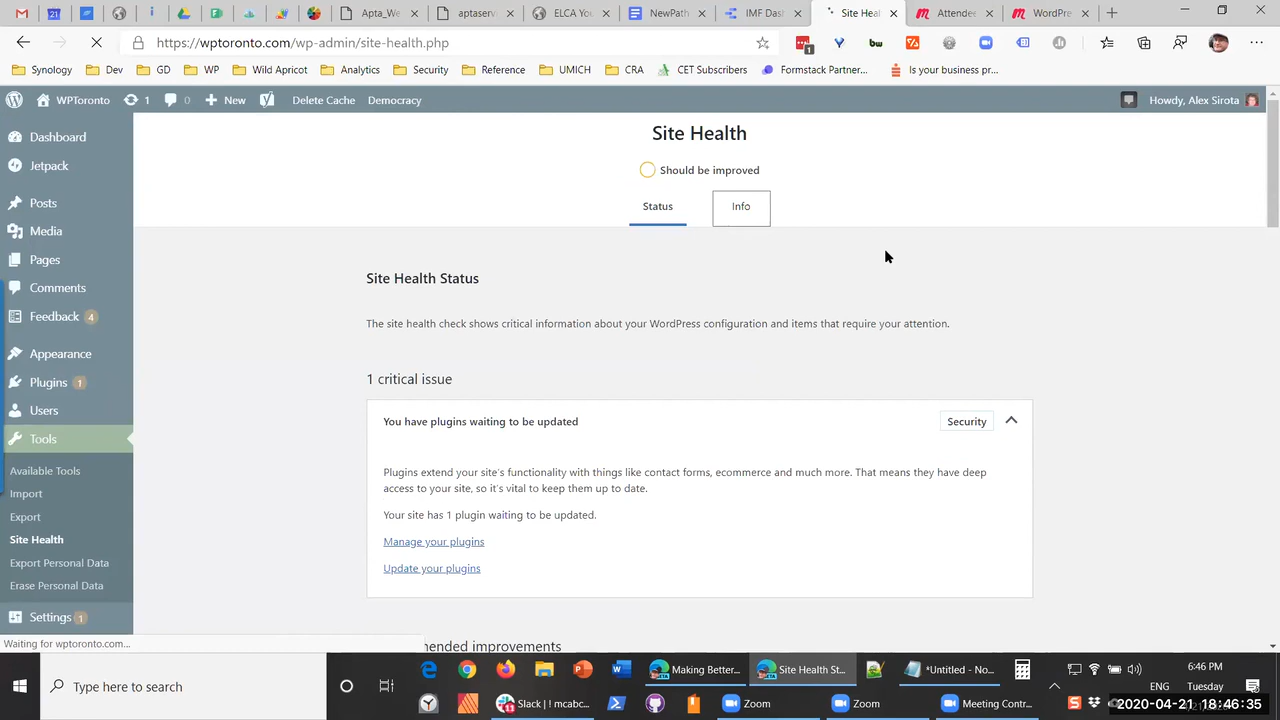 21
Apta_We
aptaserv
ELCA You
NewPath
IMF Dash
Site Heal
Attendee
WordPre
https://wptoronto.com/wp-admin/site-health.php
1
bw
Synology
Dev
GD
WP
Wild Apricot
Analytics
Security
Reference
UMICH
CRA
CET Subscribers
Formstack Partner...
Is your business pr...
WPToronto
1
0
New
Delete Cache
Democracy
Howdy, Alex Sirota
Dashboard
Jetpack
Posts
Media
Pages
Comments
Feedback 4
Appearance
Plugins 1
Users
Tools
Available Tools
Import
Export
Site Health
Export Personal Data
Erase Personal Data
Settings 1
Waiting for wptoronto.com...
Site Health
Should be improved
Status
Info
Site Health Status
The site health check shows critical information about your WordPress configuration and items that require your attention.
1 critical issue
You have plugins waiting to be updated
Security
Plugins extend your site's functionality with things like contact forms, ecommerce and much more. That means they have deep
access to your site, so it's vital to keep them up to date.
Your site has 1 plugin waiting to be updated.
Manage your plugins
Update your plugins
mended improvements
Type here to search
Making Better...
Site Health St...
*Untitled - No...
6:46 PM
ENG
Tuesday
Slack | ! mcabc...
Zoom
Zoom
Meeting Contr...
ENG
2020-04-21 18:46:35